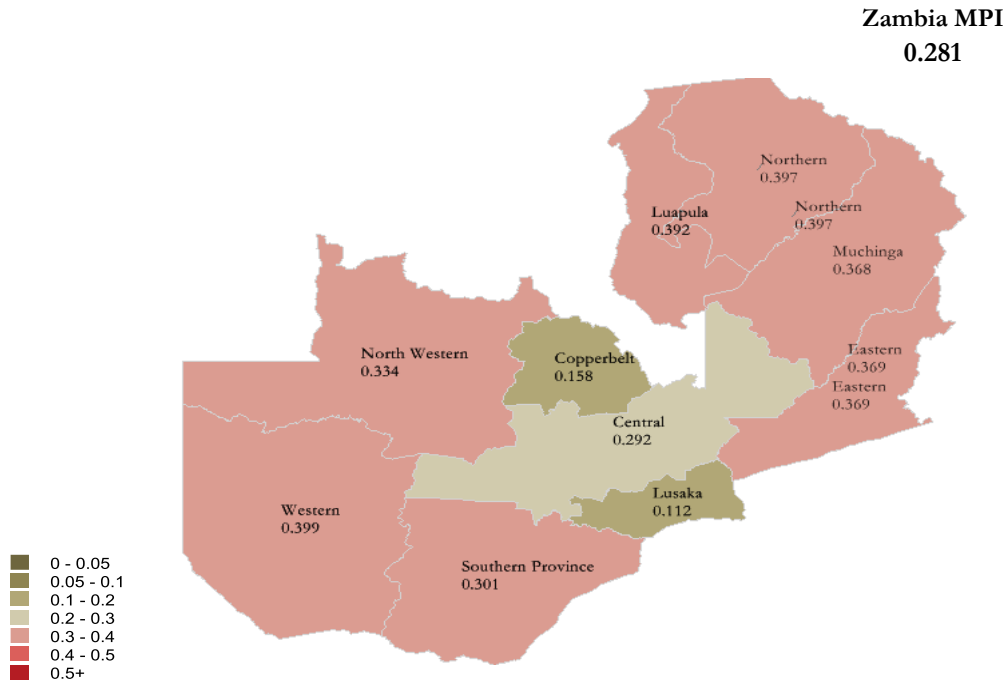 Zambia MPI
0.281
Northern
0.397
Northern
0.397
Luapula
0.392
Muchinga
0.368
North Western
0.334
Copperbelt
0.158
Eastern
0.369
Eastern
0.369
Central
0.292
Lusaka
0.112
Western
0.399
Southern Province
0.301
0 - 0.05
0.05 - 0.1
0.1 - 0.2
0.2 - 0.3
0.3 - 0.4
0.4 - 0.5
0.5+